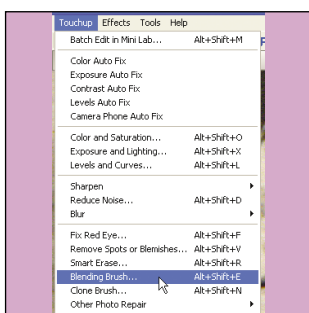 Touchup Effects Tools Help
Batch Edit in Mini Lab... Alt+Shift+M
Color Auto Fix
Exposure Auto Fix
Contrast Auto Fix
Levels Auto Fix
Camera Phone Auto Fix
Color and Saturation... Alt+Shift+O
Exposure and Lighting... Alt+Shift+X
Levels and Curves... Alt+Shift+L
Sharpen
Reduce Noise... Alt+Shift+D
Blur
Fix Red Eye... Alt+Shift+F
Remove Spots or Blemishes... Alt+Shift+V
Smart Erase... Alt+Shift+R
Blending Brush... Alt+Shift+E
Clone Brush... Alt+Shift+N
Other Photo Repair